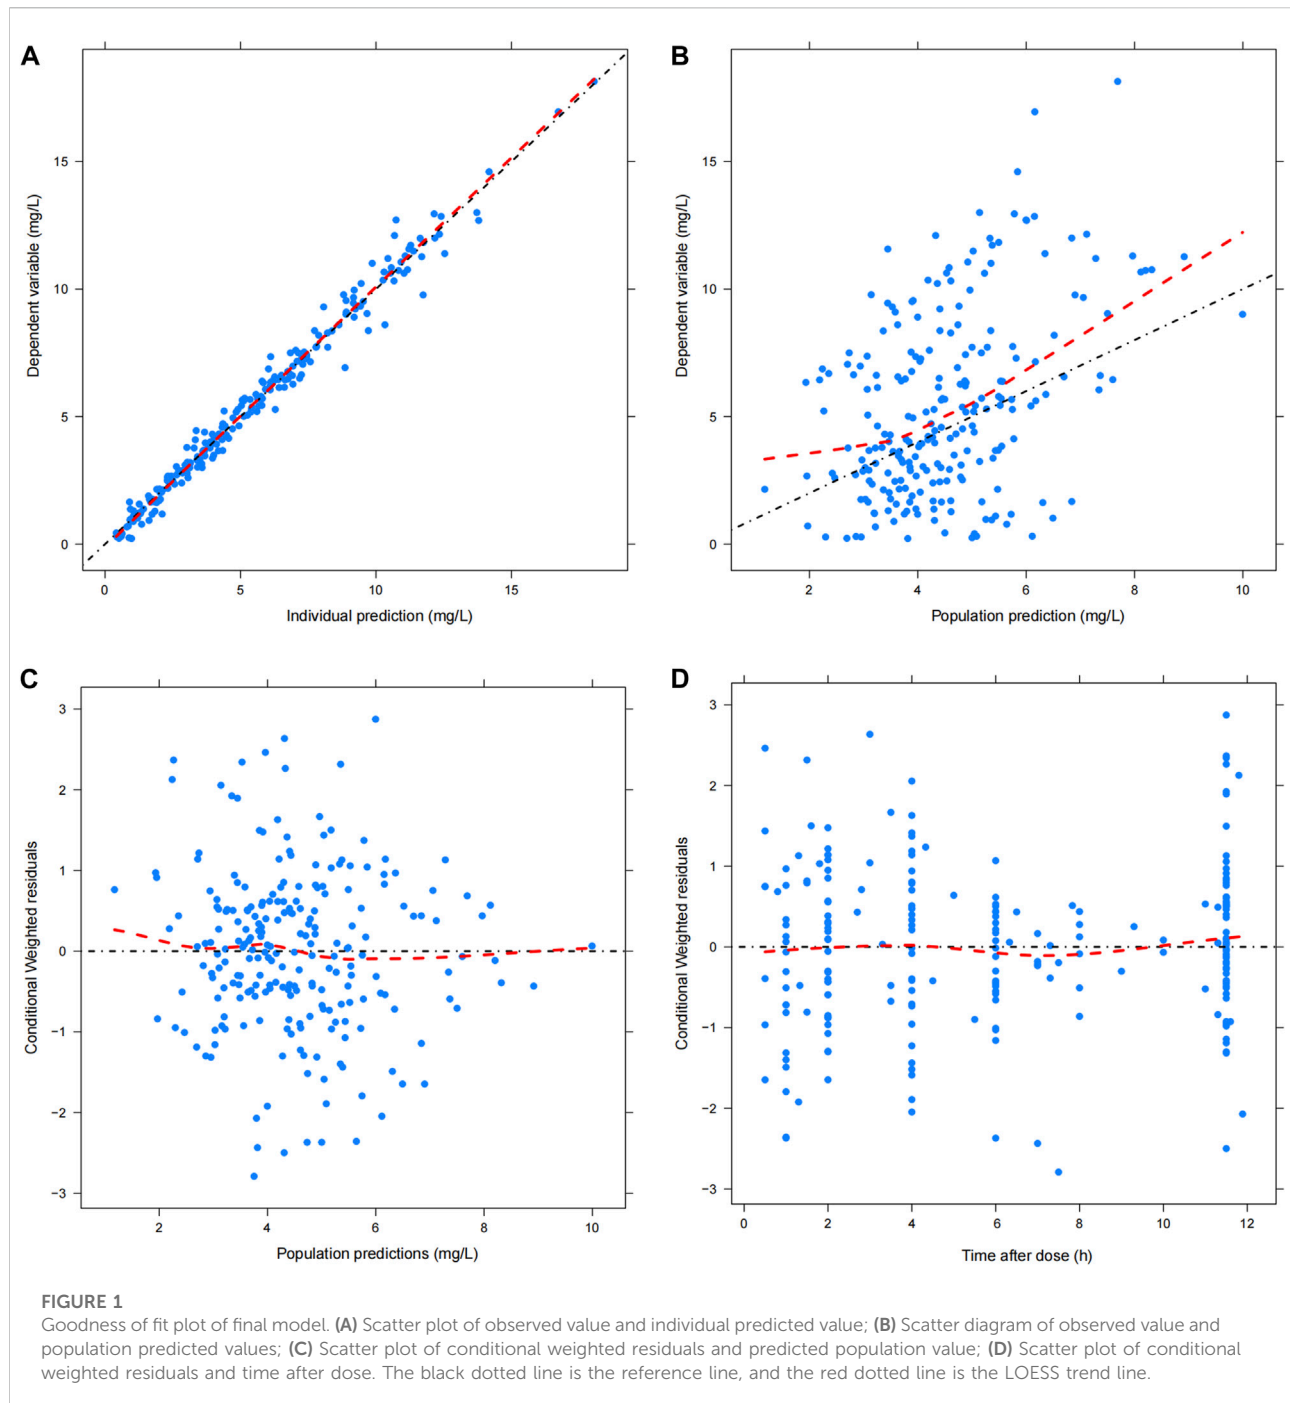 A
B
15
10
5
0
Dependent variable (mg/L)
0
5
10
15
Individual prediction (mg/L)
15
10
5
0
Dependent variable (mg/L)
2
4
6
8
10
Population prediction (mg/L)
C
D
3
2
1
0
−1
−2
−3
Conditional Weighted residuals
2
4
6
8
10
Population predictions (mg/L)
3
2
1
0
−1
−2
−3
Conditional Weighted residuals
0
2
4
6
8
10
12
Time after dose (h)
FIGURE 1
Goodness of fit plot of final model. (A) Scatter plot of observed value and individual predicted value; (B) Scatter diagram of observed value and
population predicted values; (C) Scatter plot of conditional weighted residuals and predicted population value; (D) Scatter plot of conditional
weighted residuals and time after dose. The black dotted line is the reference line, and the red dotted line is the LOESS trend line.